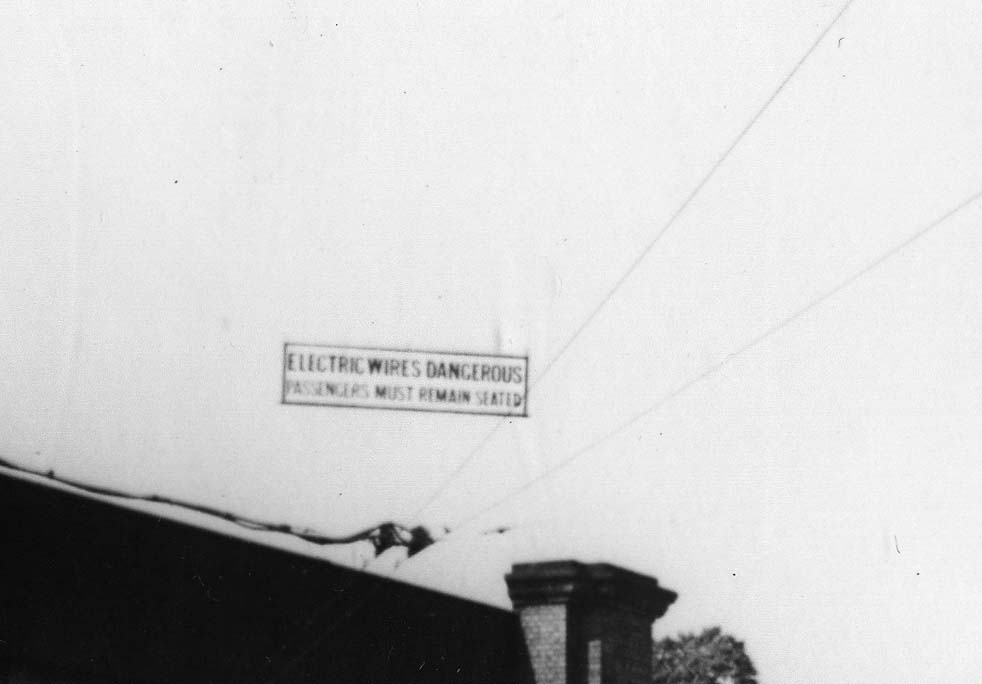 ELECTRIC WIRES DANGEROUS
PASSENGERS MUST REMAIN SEATED